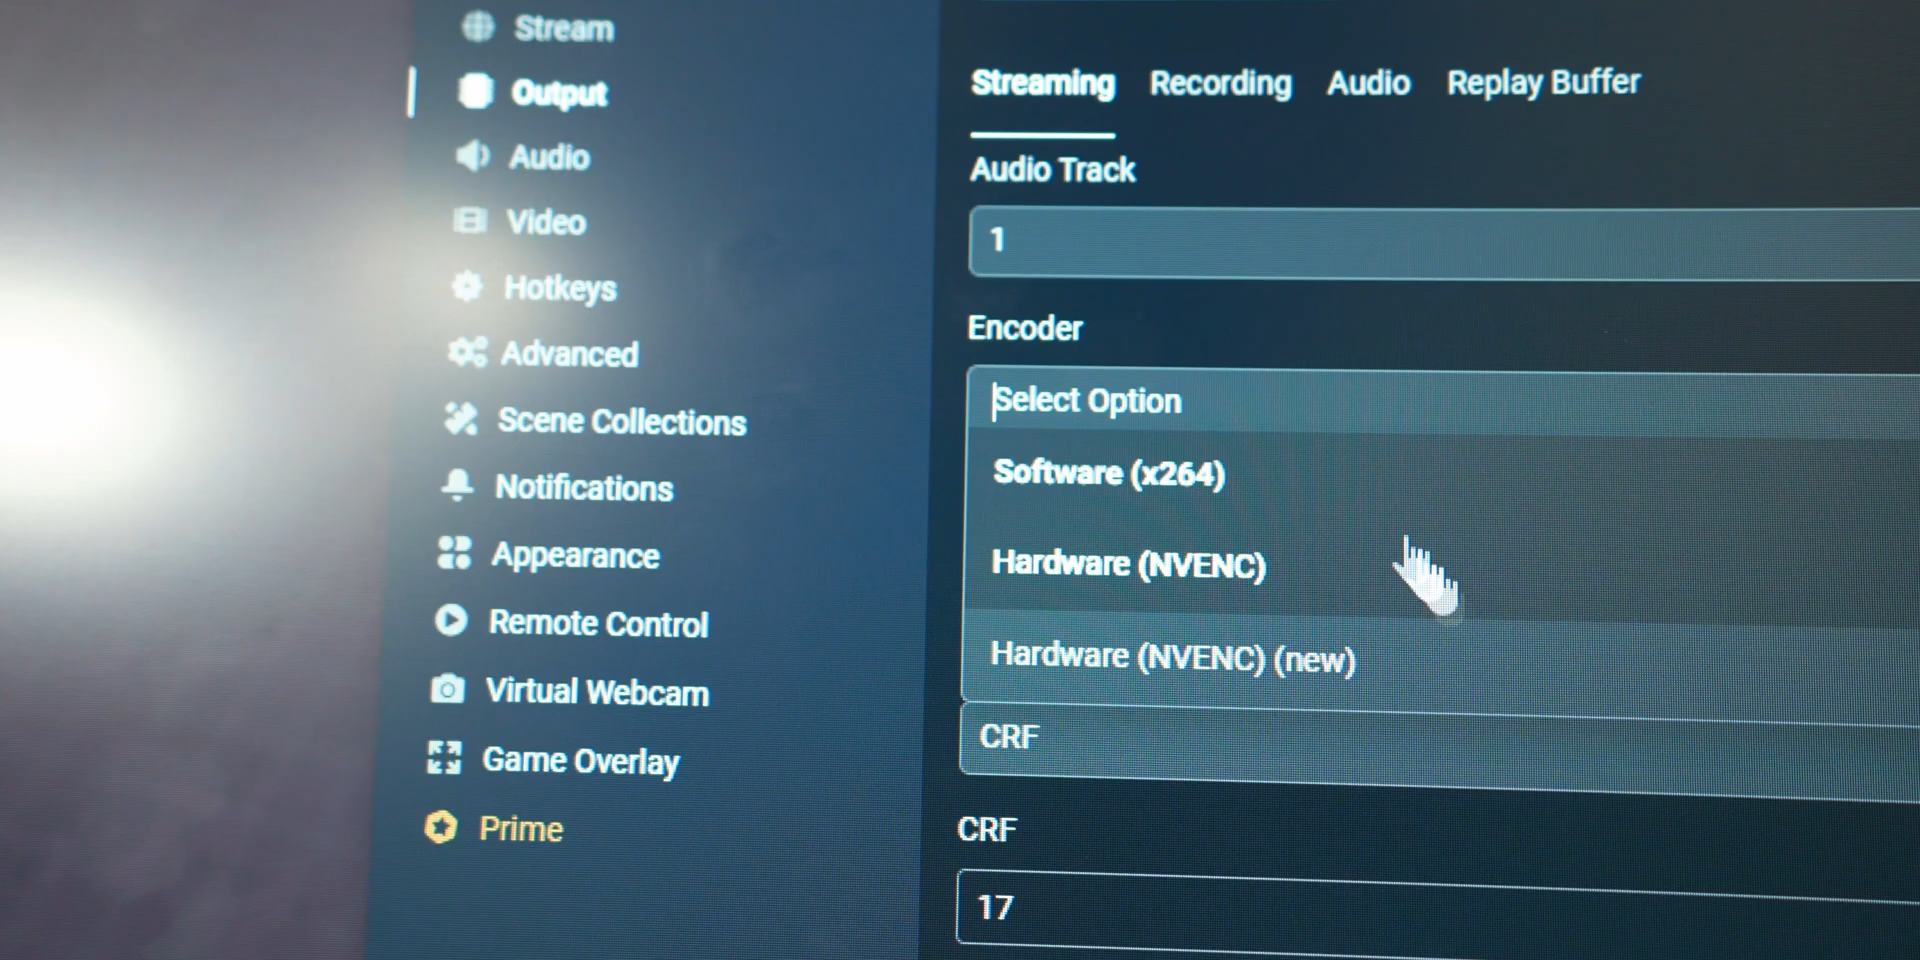 Stream
Output
Audio
Video
Hotkeys
Advanced
Scene Collections
Notifications
Appearance
Remote Control
Virtual Webcam
Game Overlay
Prime
Streaming Recording Audio Replay Buffer
Audio Track
1
Encoder
Select Option
Software (x264)
Hardware (NVENC)
Hardware (NVENC) (new)
CRF
CRF
17